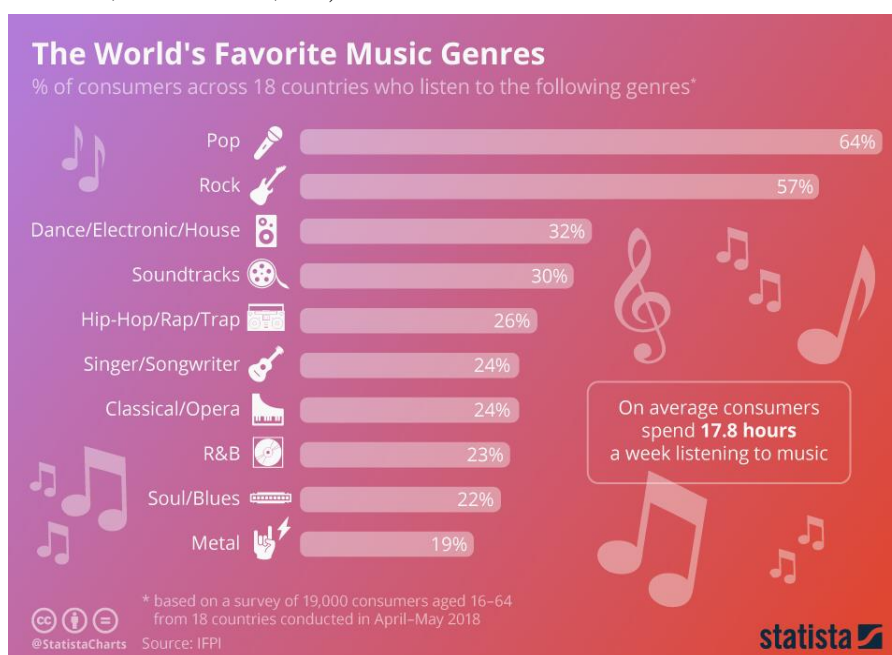 The World's Favorite Music Genres
% of consumers across 18 countries who listen to the following genres*
Pop 64%
Rock 57%
Dance/Electronic/House 32%
Soundtracks 30%
Hip-Hop/Rap/Trap 26%
Singer/Songwriter 24%
Classical/Opera 24%
R&B 23%
Soul/Blues 22%
Metal 19%
On average consumers
spend 17.8 hours
a week listening to music
* based on a survey of 19,000 consumers aged 16–64
from 18 countries conducted in April–May 2018
cc
@StatistaCharts Source: IFPI
statista